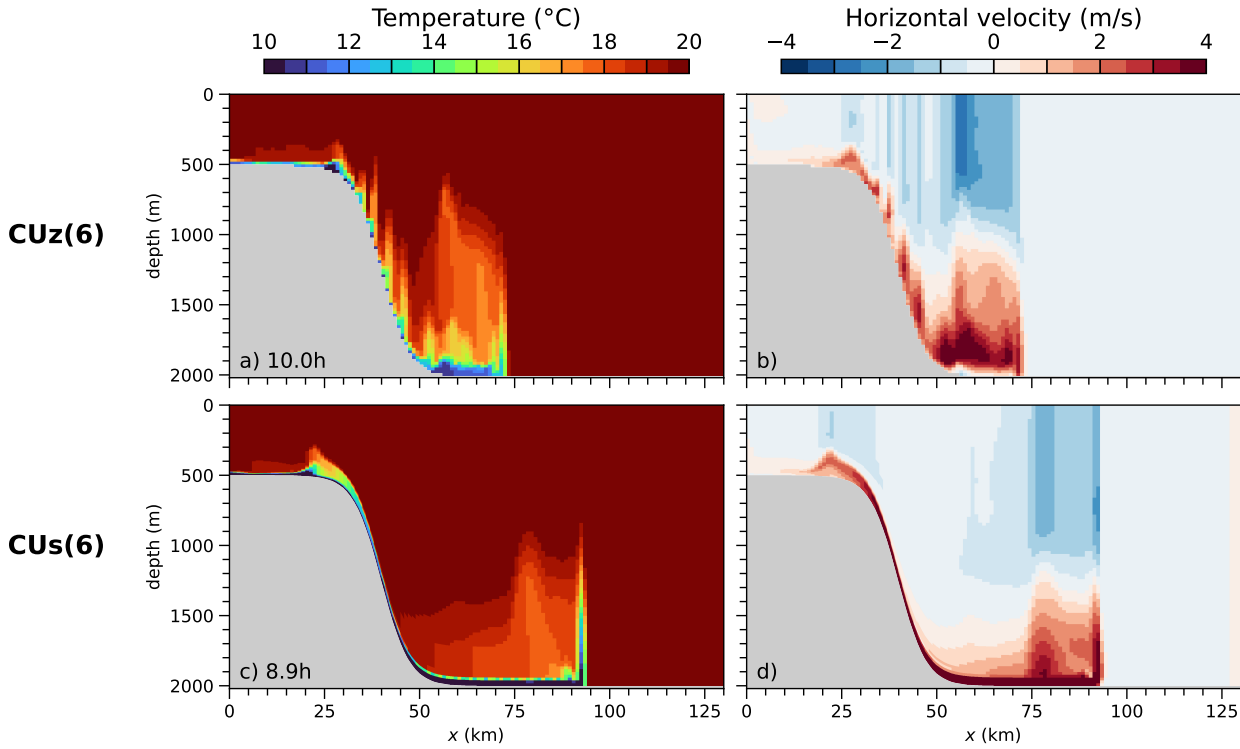 Temperature (°C)
10 12 14 16 18 20
Horizontal velocity (m/s)
−4 −2 0 2 4
CUz(6)
depth (m)
0
500
1000
1500
2000
a) 10.0h
b)
CUs(6)
depth (m)
0
500
1000
1500
2000
c) 8.9h
d)
0 25 50 75 100 125
x (km)
0 25 50 75 100 125
x (km)